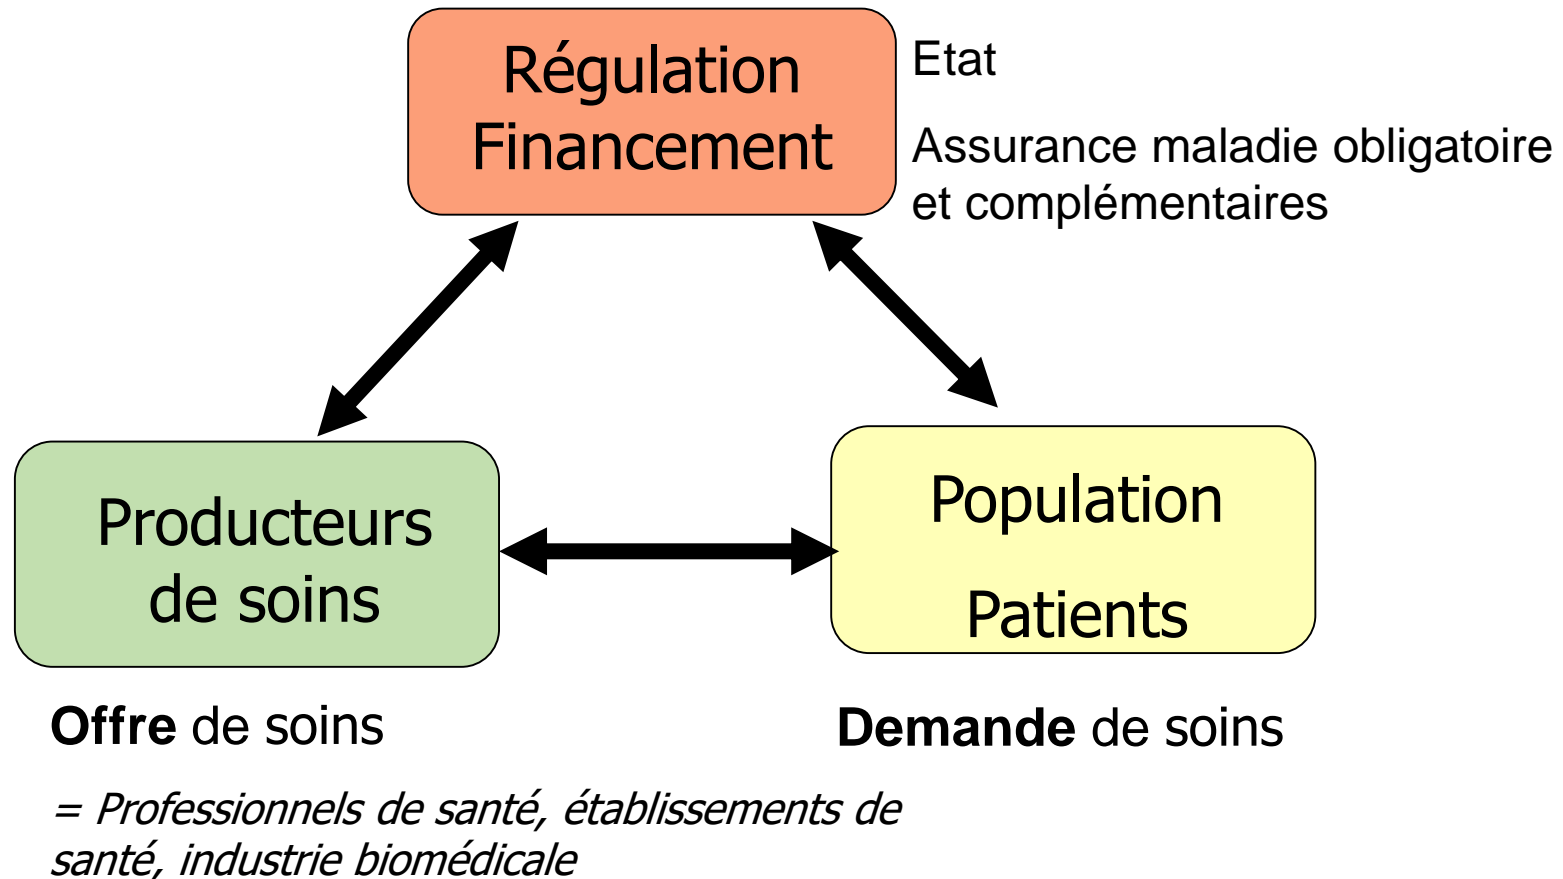 Régulation
Financement
Etat
Assurance maladie obligatoire
et complémentaires
Producteurs
de soins
Population
Patients
Offre de soins
Demande de soins
= Professionnels de santé, établissements de
santé, industrie biomédicale